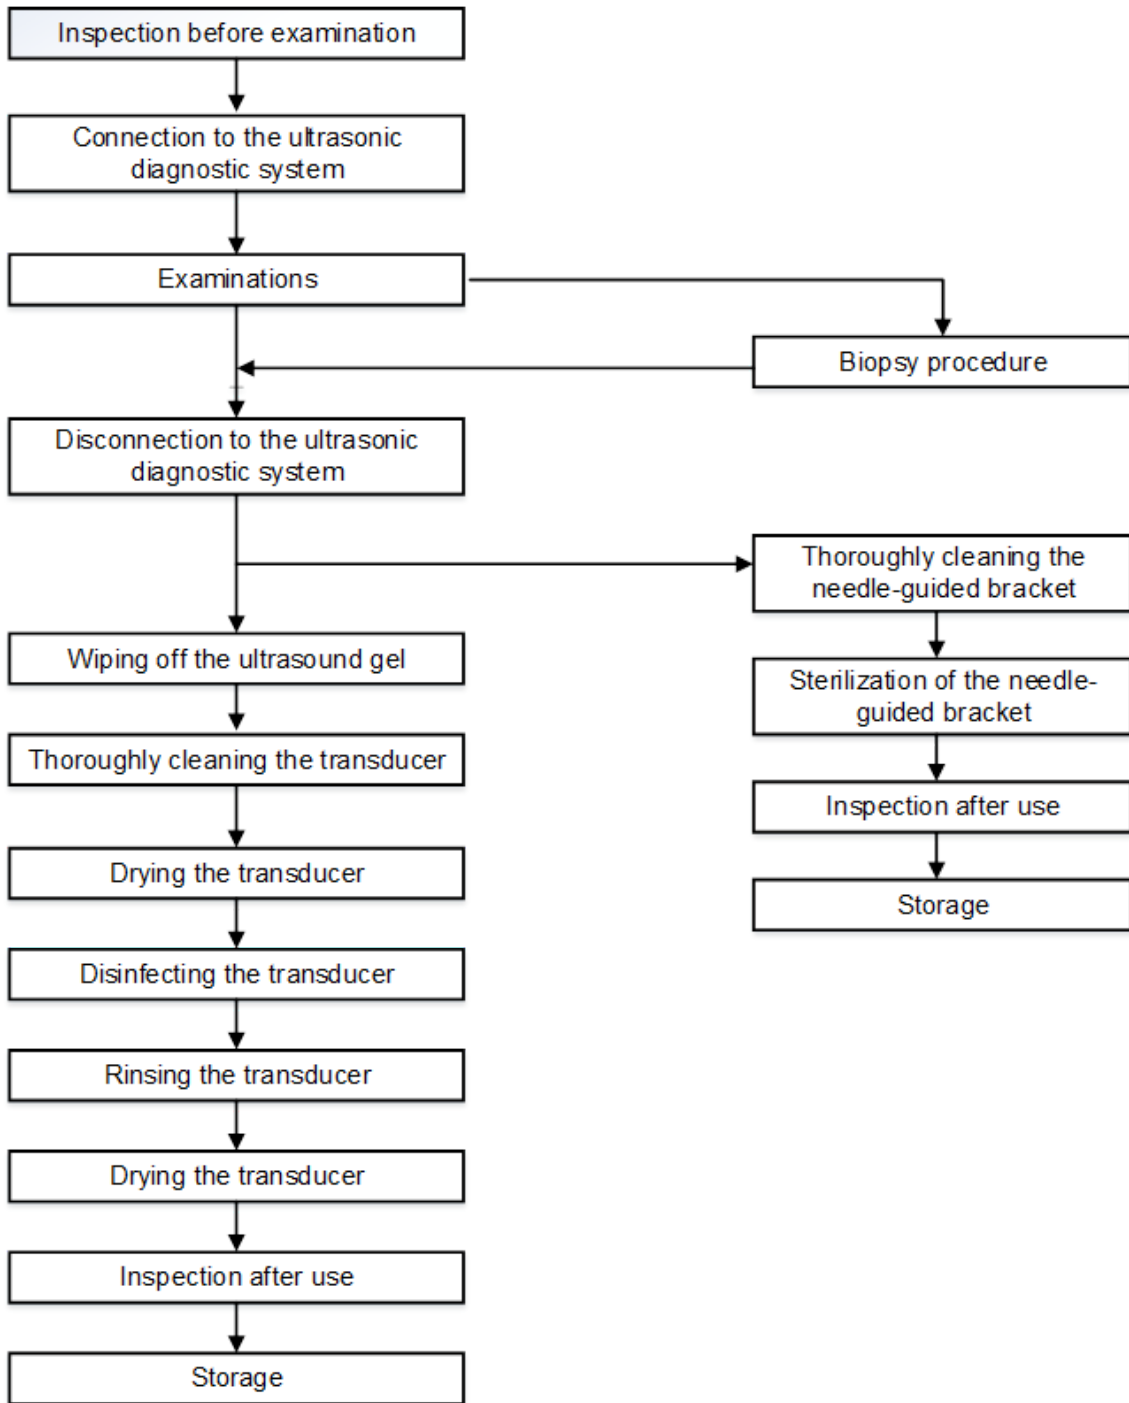 Inspection before examination
Connection to the ultrasonic
diagnostic system
Examinations
Biopsy procedure
Disconnection to the ultrasonic
diagnostic system
Thoroughly cleaning the
needle-guided bracket
Sterilization of the needle-
guided bracket
Inspection after use
Storage
Wiping off the ultrasound gel
Thoroughly cleaning the transducer
Drying the transducer
Disinfecting the transducer
Rinsing the transducer
Drying the transducer
Inspection after use
Storage